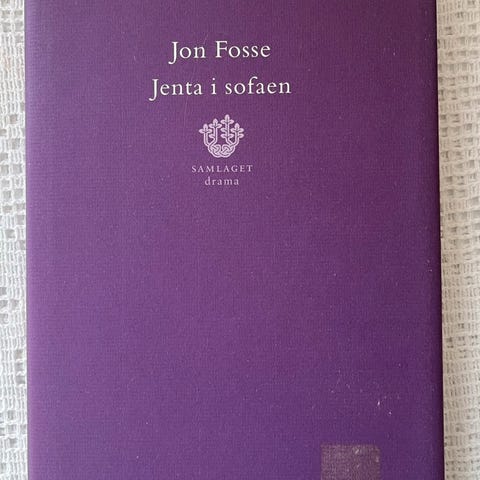 Jon Fosse
Jenta i sofaen
SAMLAGET
drama